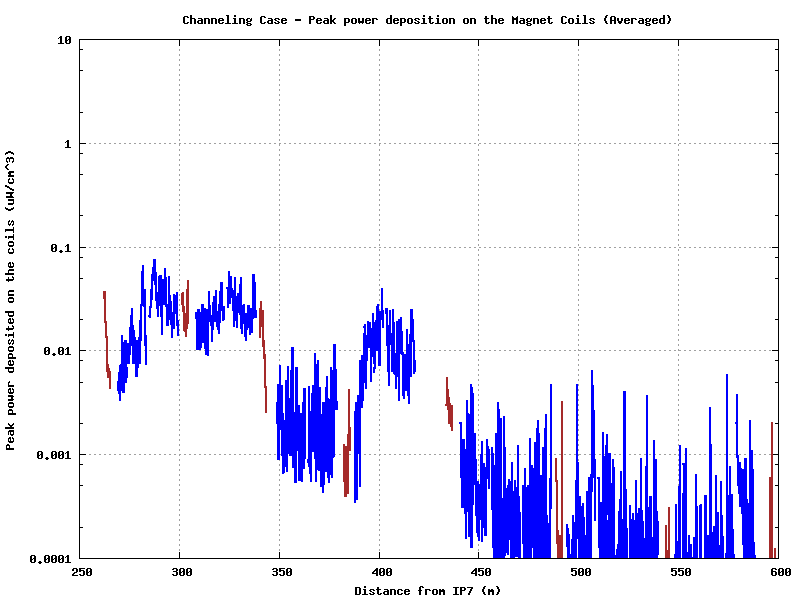 Channeling Case - Peak power deposition on the Magnet Coils (Averaged)
Peak power deposited on the coils (uW/cm^3)
10
1
0.1
0.01
0.001
0.0001
250 300 350 400 450 500 550 600
Distance from IP7 (m)